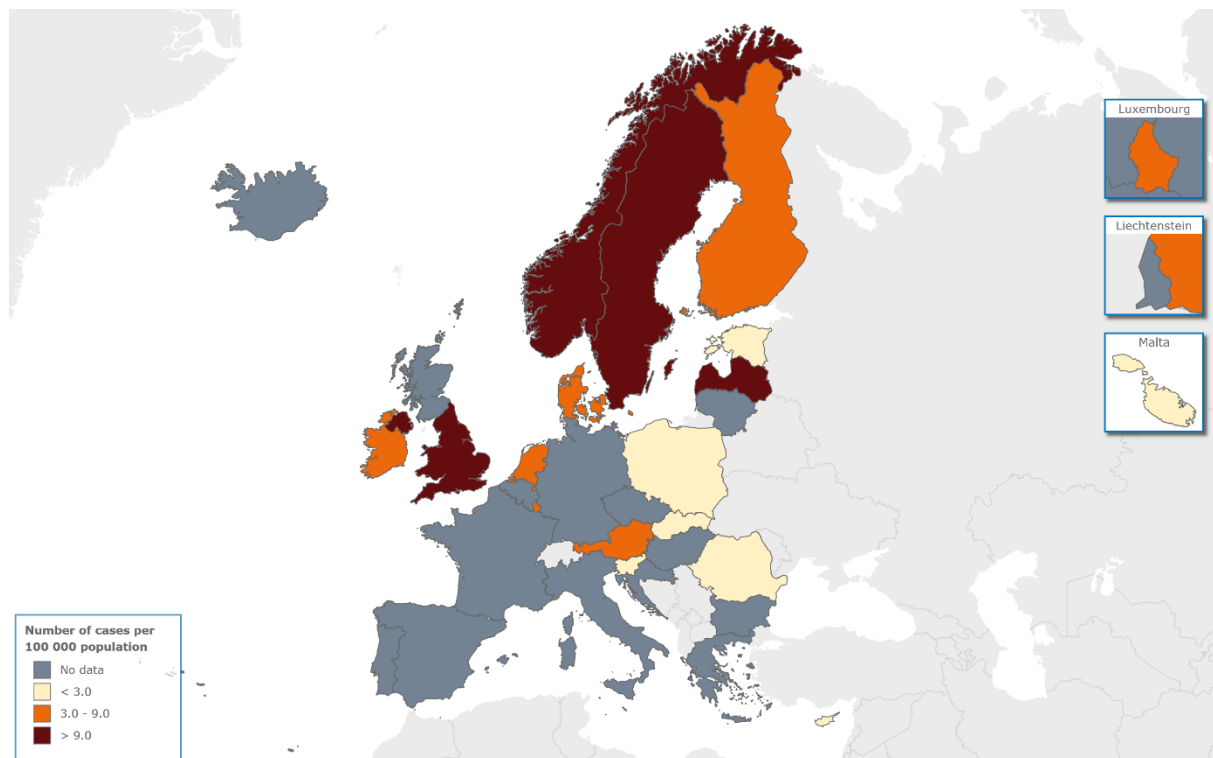 Luxembourg
Liechtenstein
Malta
Number of cases per
100 000 population
No data
< 3.0
3.0 - 9.0
> 9.0